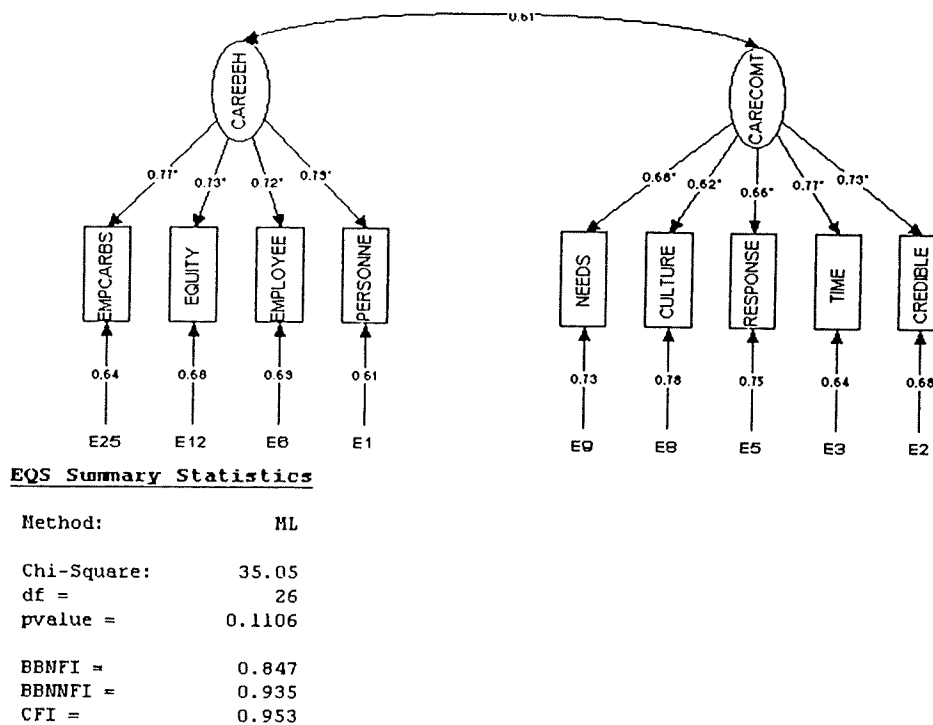 0.61
CAREBEH
CARECOMT
0.77* 0.73* 0.72* 0.79*
0.68* 0.62* 0.66* 0.77* 0.73*
EMPCARBS
EQUITY
EMPLOYEE
PERSONNE
NEEDS
CULTURE
RESPONSE
TIME
CREDIBLE
0.64 0.68 0.69 0.61
0.73 0.78 0.75 0.64 0.68
E25 E12 E6 E1
E9 E8 E5 E3 E2
EQS Summary Statistics
Method: ML
Chi-Square: 35.05
df = 26
pvalue = 0.1106
BBNFI = 0.847
BBNNFI = 0.935
CFI = 0.953